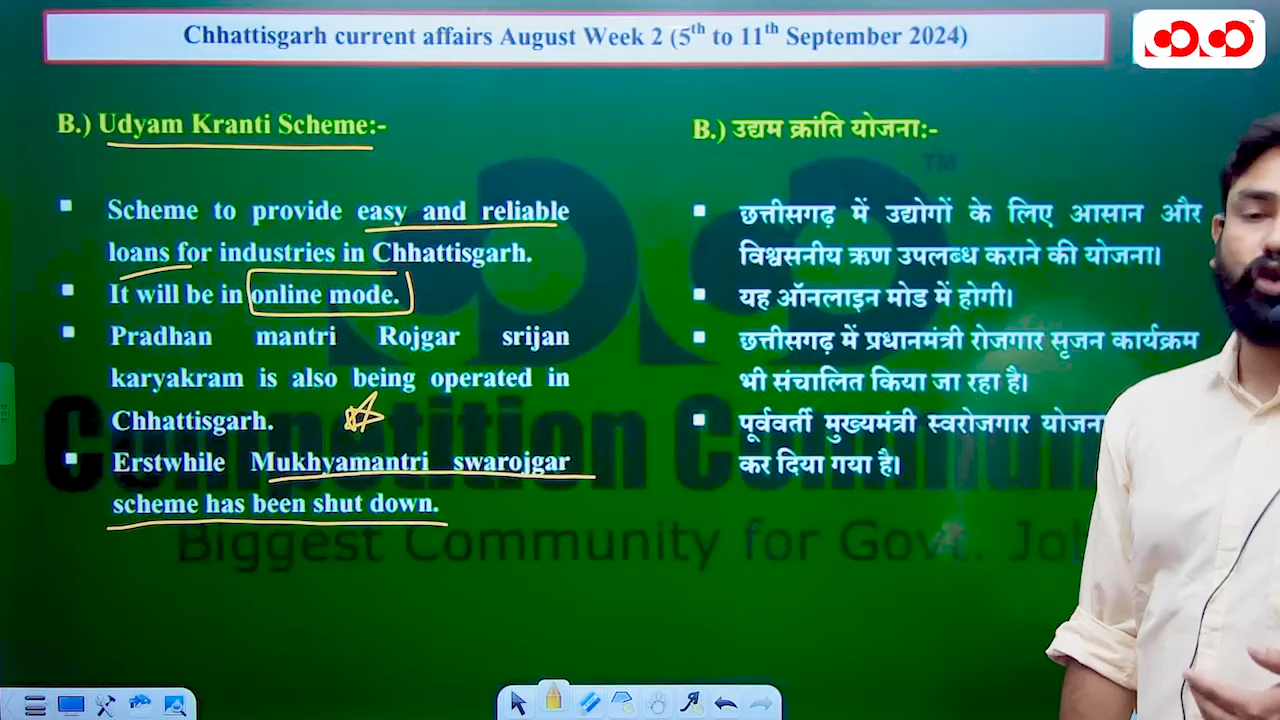 Chhattisgarh current affairs August Week 2 (5th to 11th September 2024)
B.) Udyam Kranti Scheme:-
Scheme to provide easy and reliable
loans for industries in Chhattisgarh.
It will be in online mode.
Pradhan mantri Rojgar srijan
karyakram is also being operated in
Chhattisgarh.
Erstwhile Mukhyamantri swarojgar
scheme has been shut down.
B.) उद्यम क्रांति योजना:-
छत्तीसगढ़ में उद्योगों के लिए आसान और
विश्वसनीय ऋण उपलब्ध कराने की योजना।
यह ऑनलाइन मोड में होगी।
छत्तीसगढ़ में प्रधानमंत्री रोजगार सृजन कार्यक्रम
भी संचालित किया जा रहा है।
पूर्ववर्ती मुख्यमंत्री स्वरोजगार योजना
कर दिया गया है।
TM
Competition Commun
Biggest Community for Govt. Jo